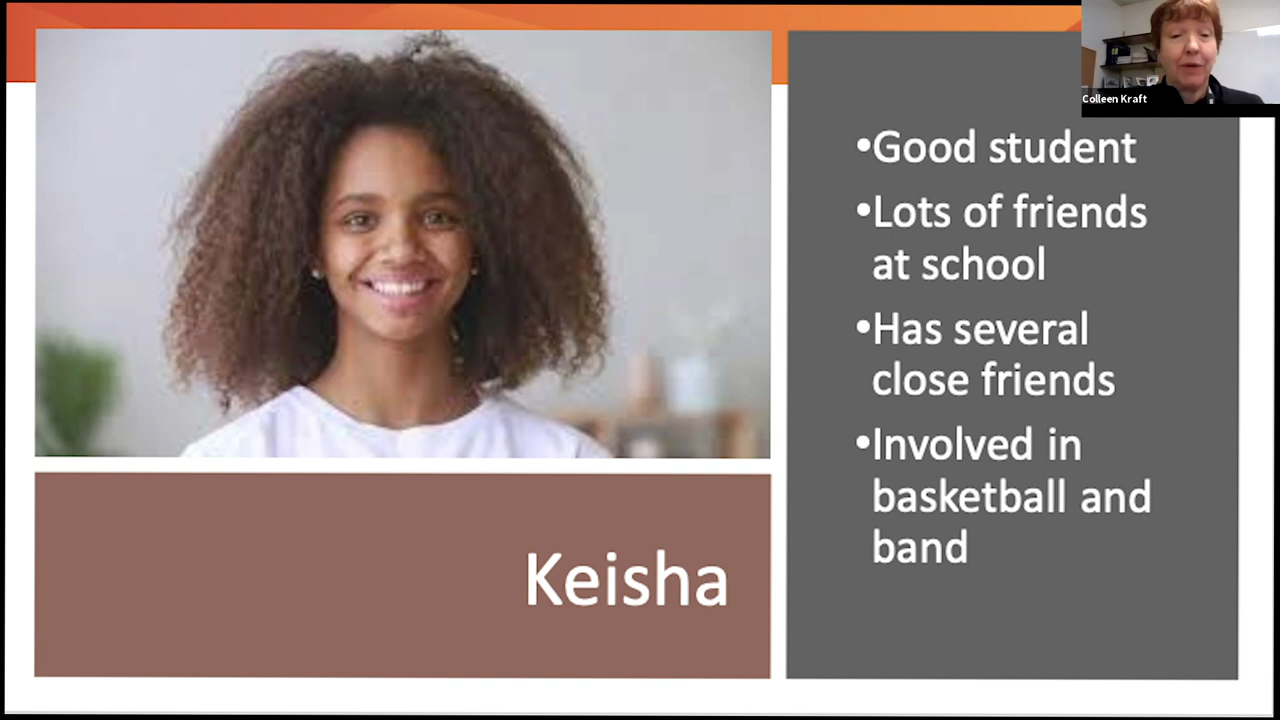 Colleen Kraft
•Good student
•Lots of friends
at school
•Has several
close friends
•Involved in
basketball and
band
Keisha